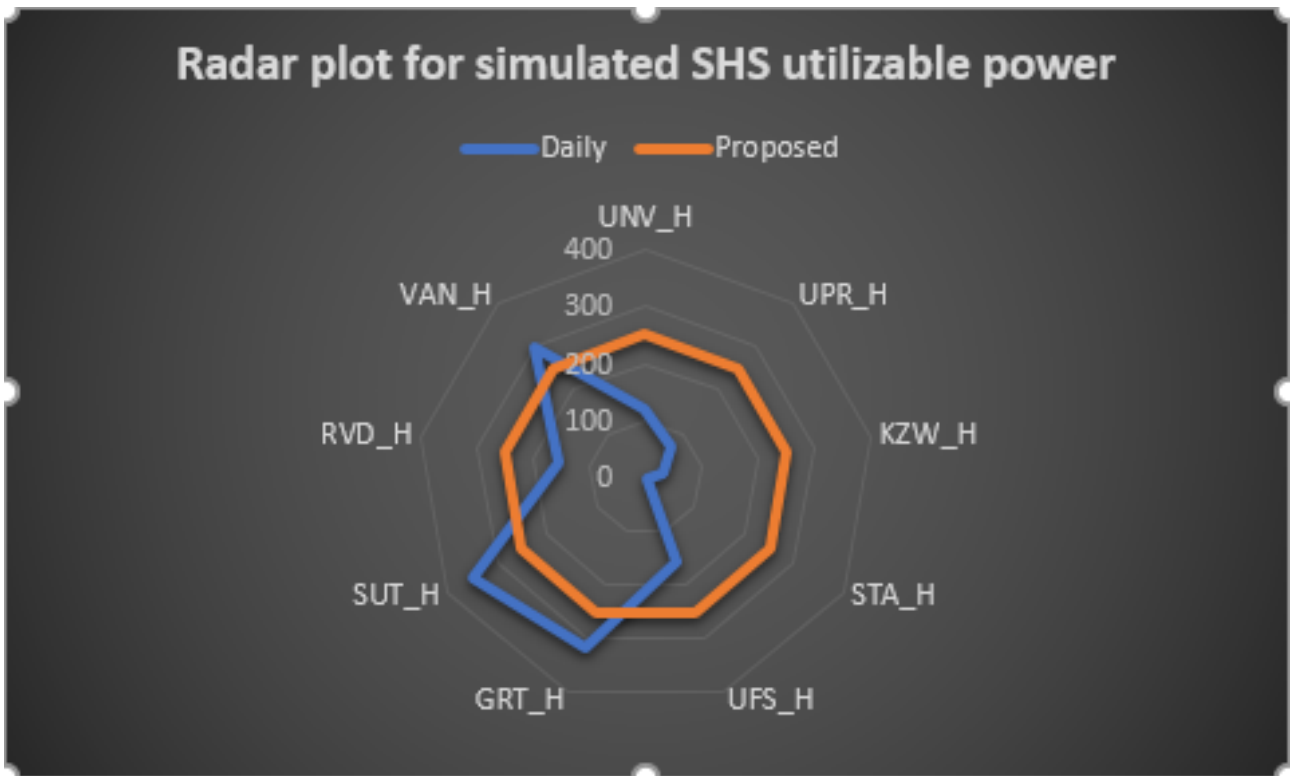 Radar plot for simulated SHS utilizable power
Daily Proposed
UNV_H
400
VAN_H
UPR_H
300
200
100
RVD_H
KZW_H
0
SUT_H
STA_H
GRT_H
UFS_H